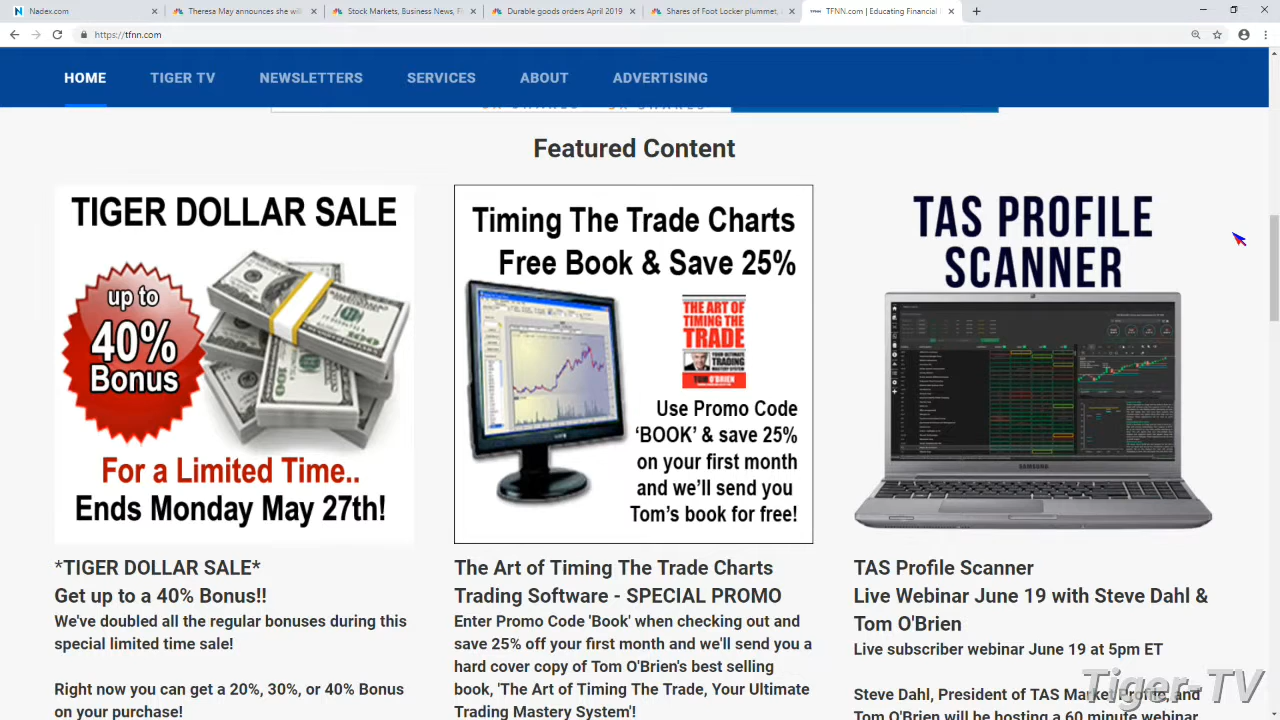 Nadex.com
Theresa May announces she will
Stock Markets, Business News, Fi
Durable goods orders April 2019
Shares of Foot Locker plummet,
TFNN.com | Educating Financial
https://tfnn.com
HOME
TIGER TV
NEWSLETTERS
SERVICES
ABOUT
ADVERTISING
Featured Content
TIGER DOLLAR SALE
up to
40%
Bonus
For a Limited Time..
Ends Monday May 27th!
*TIGER DOLLAR SALE*
Get up to a 40% Bonus!!
We've doubled all the regular bonuses during this
special limited time sale!
Right now you can get a 20%, 30%, or 40% Bonus
on your purchase!
Timing The Trade Charts
Free Book & Save 25%
THE ART OF
TIMING
THE
TRADE
TOM O'BRIEN
Use Promo Code
‘BOOK’ & save 25%
on your first month
and we’ll send you
Tom’s book for free!
The Art of Timing The Trade Charts
Trading Software - SPECIAL PROMO
Enter Promo Code 'Book' when checking out and
save 25% off your first month and we'll send you a
hard cover copy of Tom O'Brien's best selling
book, 'The Art of Timing The Trade, Your Ultimate
Trading Mastery System'!
TAS PROFILE
SCANNER
SAMSUNG
TAS Profile Scanner
Live Webinar June 19 with Steve Dahl &
Tom O'Brien
Live subscriber webinar June 19 at 5pm ET
Steve Dahl, President of TAS Market Profile, and
Tom O'Brien will be hosting a 60 minute webinar
Tiger-TV